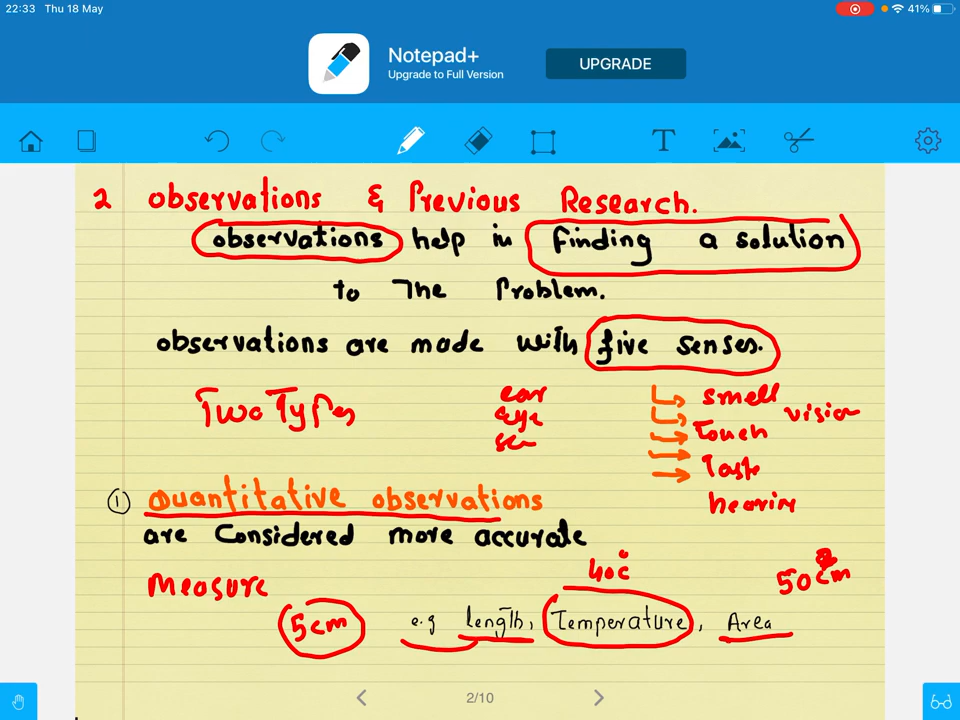 22:33 Thu 18 May
41%
Notepad+
Upgrade to Full Version
UPGRADE
T
2 observations & Previous Research.
observations help in finding a solution
to The Problem.
observations are made with five senses.
Two Types
ear
eye
smell
vision
Touch
Taste
hearing
① Quantitative observations
are Considered more accurate
Measure
40c°
50cm
5cm e.g length, Temperature, Area
2/10